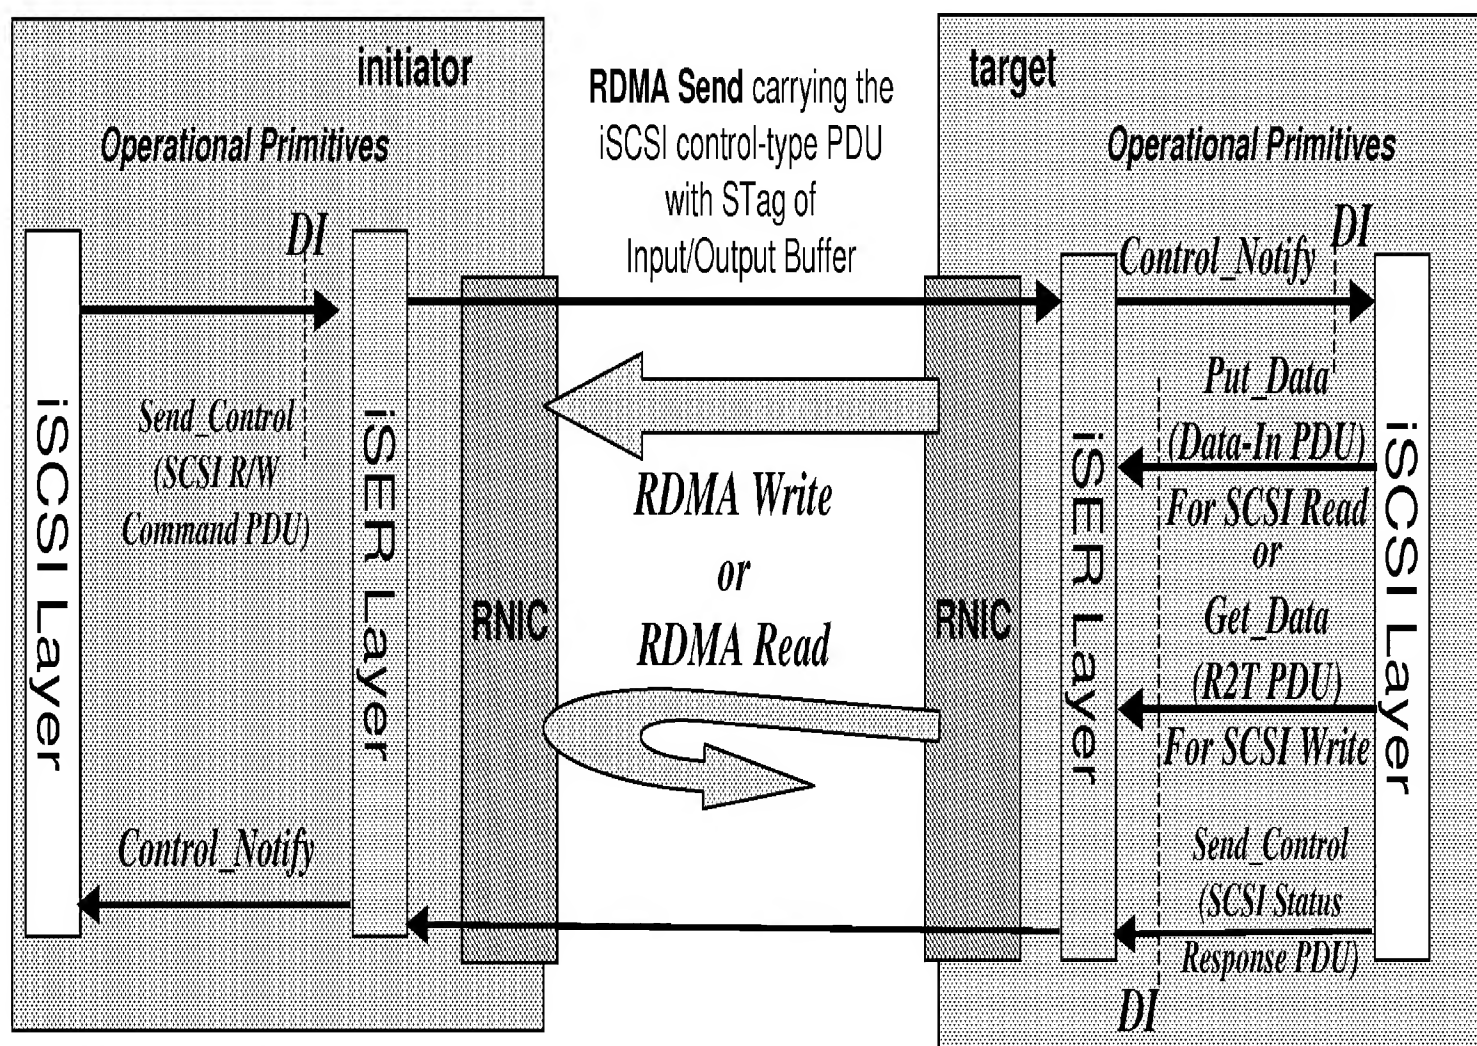 initiator
Operational Primitives
DI
iSCSI Layer
Send_Control
(SCSI R/W
Command PDU)
Control_Notify
iSER Layer
RNIC
RDMA Send carrying the
iSCSI control-type PDU
with STag of
Input/Output Buffer
RDMA Write
or
RDMA Read
target
Operational Primitives
RNIC
iSER Layer
Control_Notify
DI
Put_Data
(Data-In PDU)
For SCSI Read
or
Get_Data
(R2T PDU)
For SCSI Write
Send_Control
(SCSI Status
Response PDU)
DI
iSCSI Layer